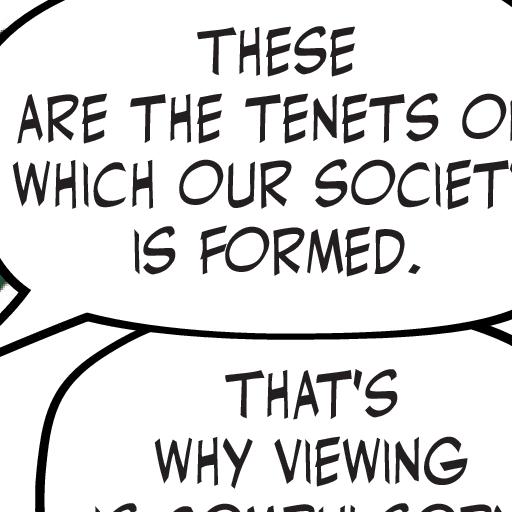 THESE
ARE THE TENETS
WHICH OUR SOCIET
IS FORMED.
THAT'S
WHY VIEWING